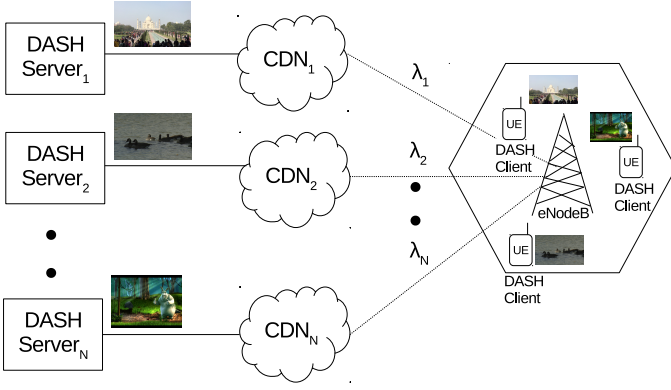 DASH
Server1
CDN1
λ1
DASH
Server2
CDN2
λ2
DASH
ServerN
CDNN
λN
UE
DASH
Client
UE
DASH
Client
eNodeB
UE
DASH
Client